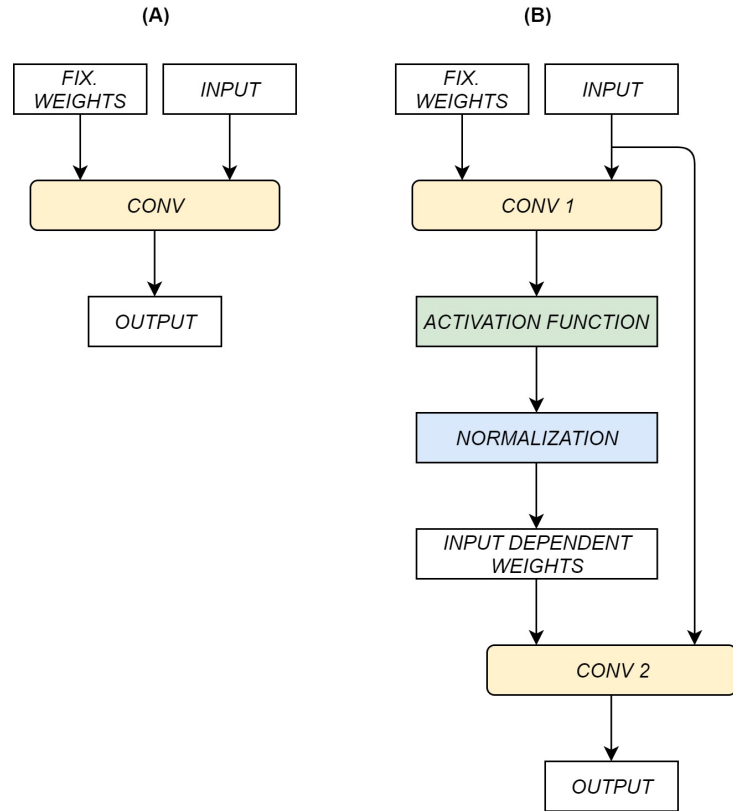 (A)
(B)
FIX.
WEIGHTS
INPUT
FIX.
WEIGHTS
INPUT
CONV
CONV 1
OUTPUT
ACTIVATION FUNCTION
NORMALIZATION
INPUT DEPENDENT
WEIGHTS
CONV 2
OUTPUT